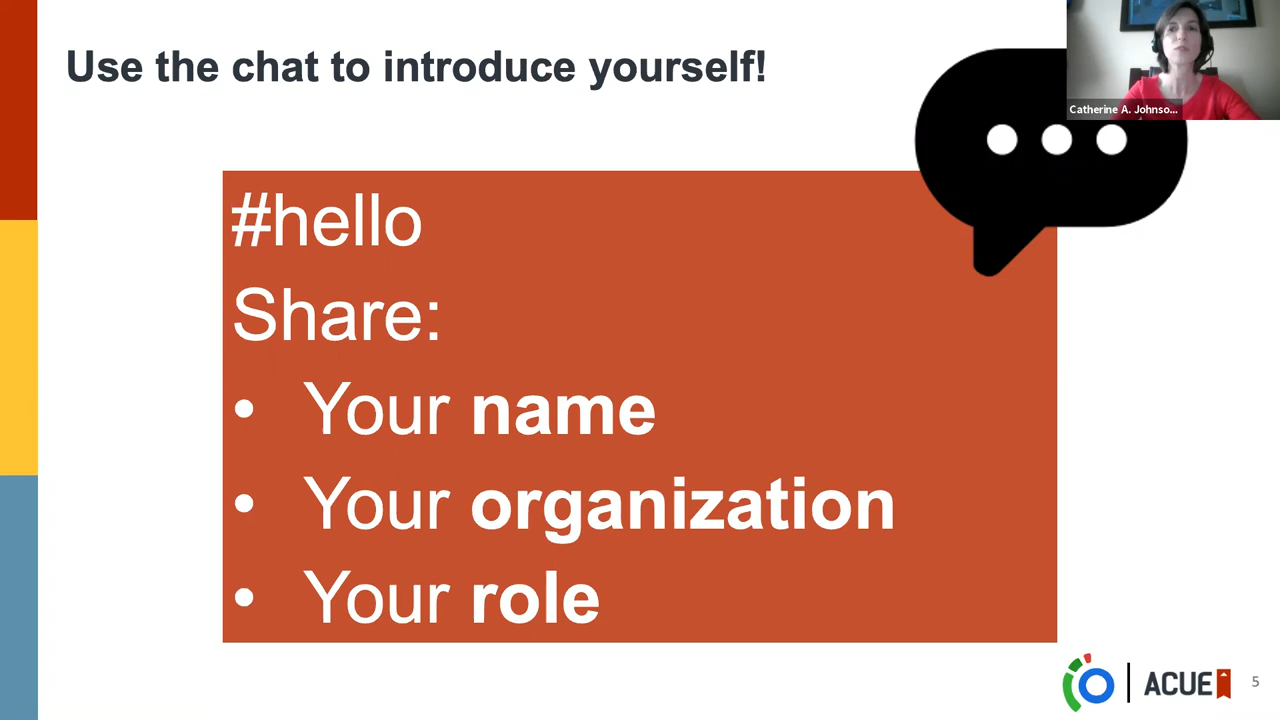 Use the chat to introduce yourself!
Catherine A. Johnso...
#hello
Share:
• Your name
• Your organization
• Your role
ACUE
5